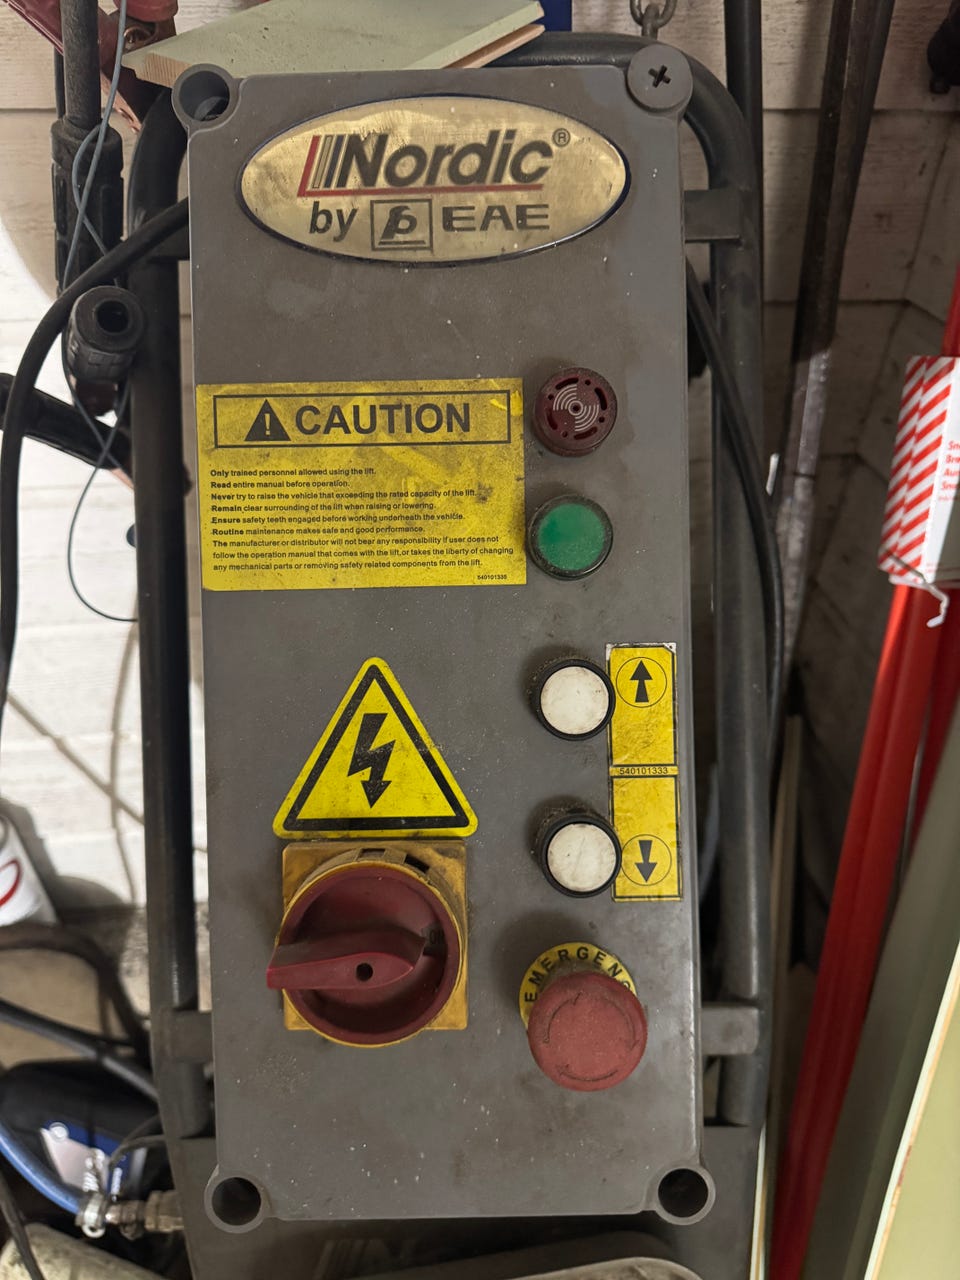 Nordic®
by EAE
CAUTION
Only trained personnel allowed using the lift.
Read entire manual before operation.
Never try to raise the vehicle that exceeding the rated capacity of the lift.
Remain clear surrounding of the lift when raising or lowering.
Ensure safety teeth engaged before working underneath the vehicle.
Routine maintenance makes safe and good performance.
The manufacturer or distributor will not bear any responsibility if user does not
follow the operation manual that comes with the lift, or takes the liberty of changing
any mechanical parts or removing safety related components from the lift.
540101335
540101333